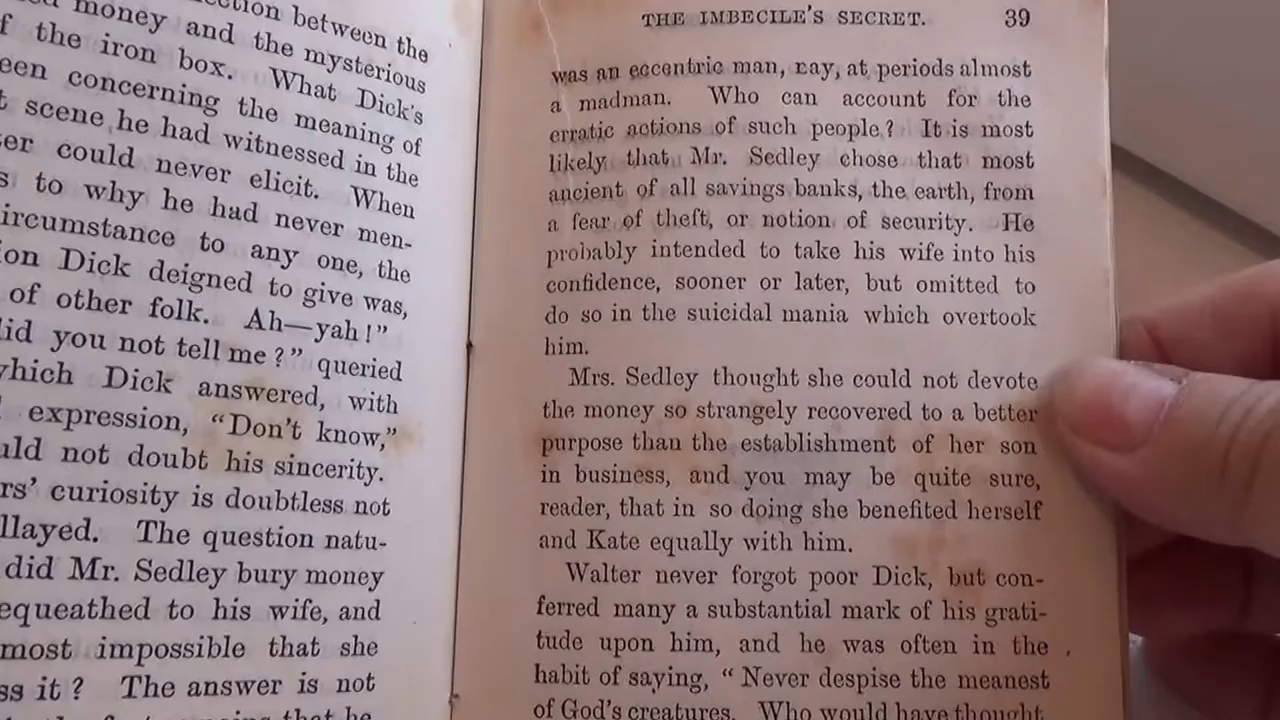 money and the mysterious
ction between the
the iron box. What Dick's
een concerning the meaning of
scene he had witnessed in the
er could never elicit. When
s to why he had never men-
ircumstance to any one, the
ion Dick deigned to give was,
of other folk. Ah—yah!"
did you not tell me?" queried
which Dick answered, with
expression, "Don't know,"
uld not doubt his sincerity.
rs' curiosity is doubtless not
llayed. The question natu-
did Mr. Sedley bury money
equeathed to his wife, and
most impossible that she
ss it? The answer is not
that he
THE IMBECILE'S SECRET. 39
was an eccentric man, nay, at periods almost
a madman. Who can account for the
erratic actions of such people? It is most
likely that Mr. Sedley chose that most
ancient of all savings banks, the earth, from
a fear of theft, or notion of security. He
probably intended to take his wife into his
confidence, sooner or later, but omitted to
do so in the suicidal mania which overtook
him.
Mrs. Sedley thought she could not devote
the money so strangely recovered to a better
purpose than the establishment of her son
in business, and you may be quite sure,
reader, that in so doing she benefited herself
and Kate equally with him.
Walter never forgot poor Dick, but con-
ferred many a substantial mark of his grati-
tude upon him, and he was often in the
habit of saying, "Never despise the meanest
of God's creatures. Who would have thought